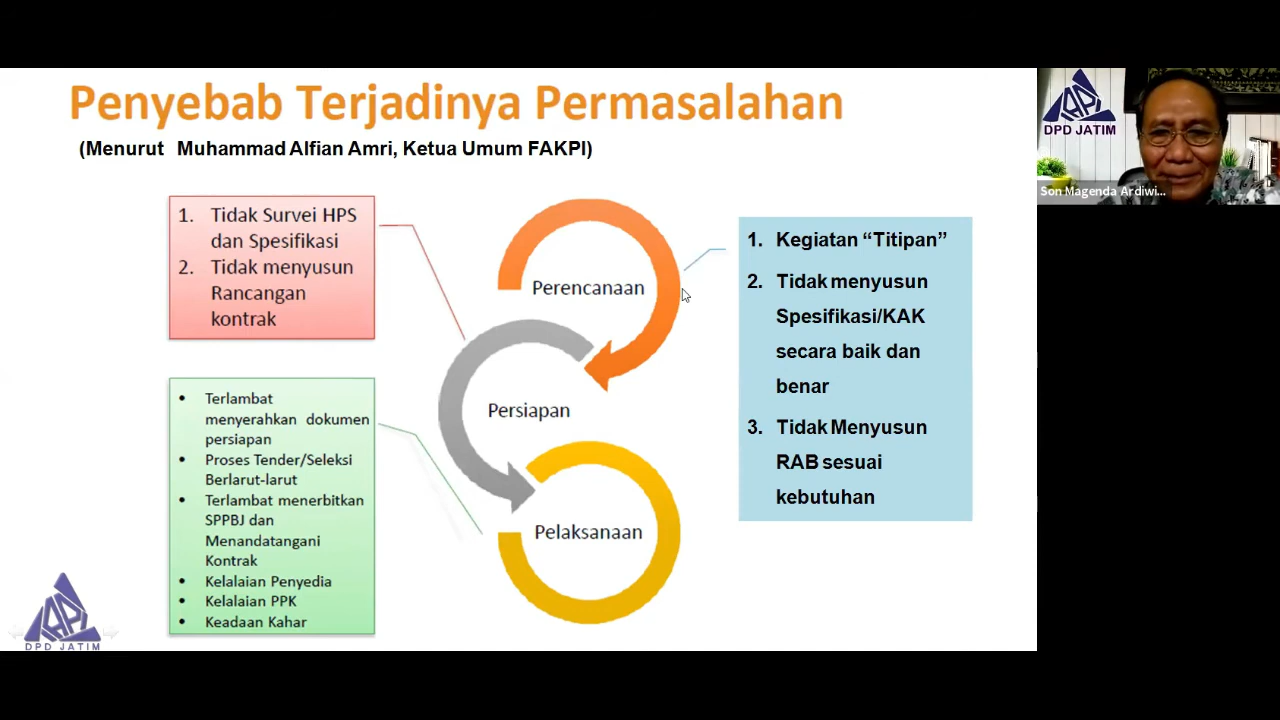 Penyebab Terjadinya Permasalahan
(Menurut Muhammad Alfian Amri, Ketua Umum FAKPI)
1. Tidak Survei HPS
dan Spesifikasi
2. Tidak menyusun
Rancangan
kontrak
Perencanaan
1. Kegiatan “Titipan”
2. Tidak menyusun
Spesifikasi/KAK
secara baik dan
benar
3. Tidak Menyusun
RAB sesuai
kebutuhan
Persiapan
• Terlambat
menyerahkan dokumen
persiapan
• Proses Tender/Seleksi
Berlarut-larut
• Terlambat menerbitkan
SPPBJ dan
Menandatangani
Kontrak
• Kelalaian Penyedia
• Kelalaian PPK
• Keadaan Kahar
Pelaksanaan
DPD JATIM
DPD JATIM
Son Magenda Ardiwi...